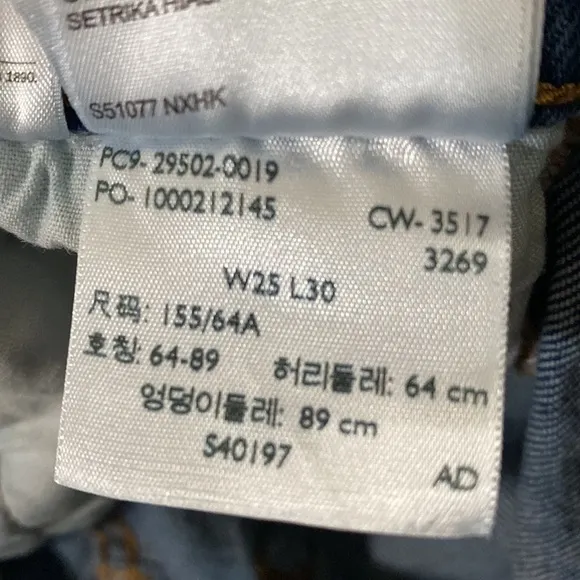 SETRIKA
1890.
S51077 NXHK
PC9- 29502-0019
PO- 1000212145
CW- 3517
3269
W25 L30
尺码: 155/64A
호칭: 64-89 허리둘레: 64 cm
엉덩이둘레: 89 cm
S40197
AD